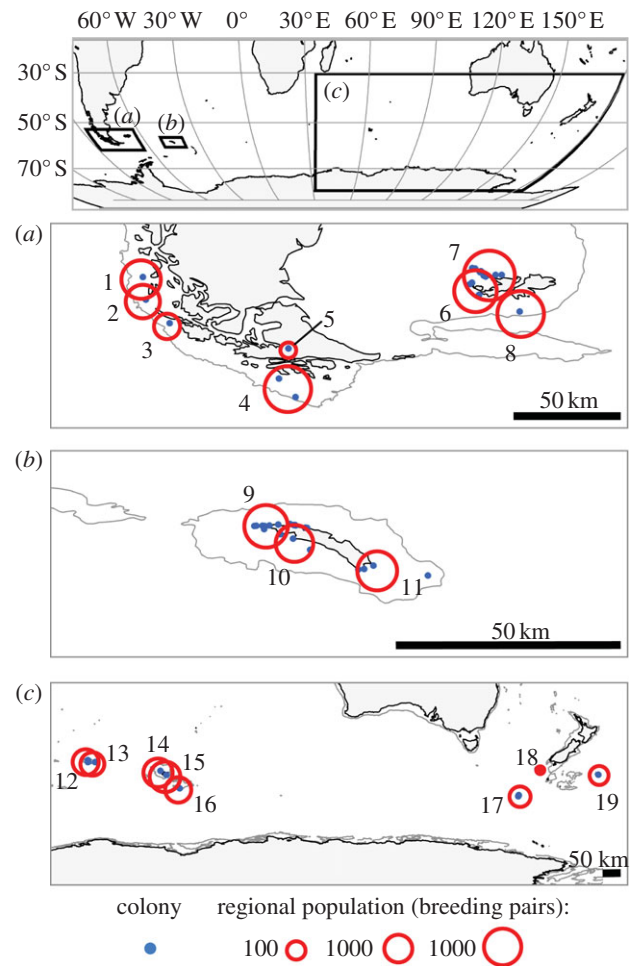 60° W 30° W 0° 30° E 60° E 90° E 120° E 150° E
30° S
50° S
70° S
(a)
(b)
(c)
(a)
1
2
3
4
5
6
7
8
50 km
(b)
9
10
11
50 km
(c)
12
13
14
15
16
17
18
19
50 km
colony regional population (breeding pairs):
100 1000 1000